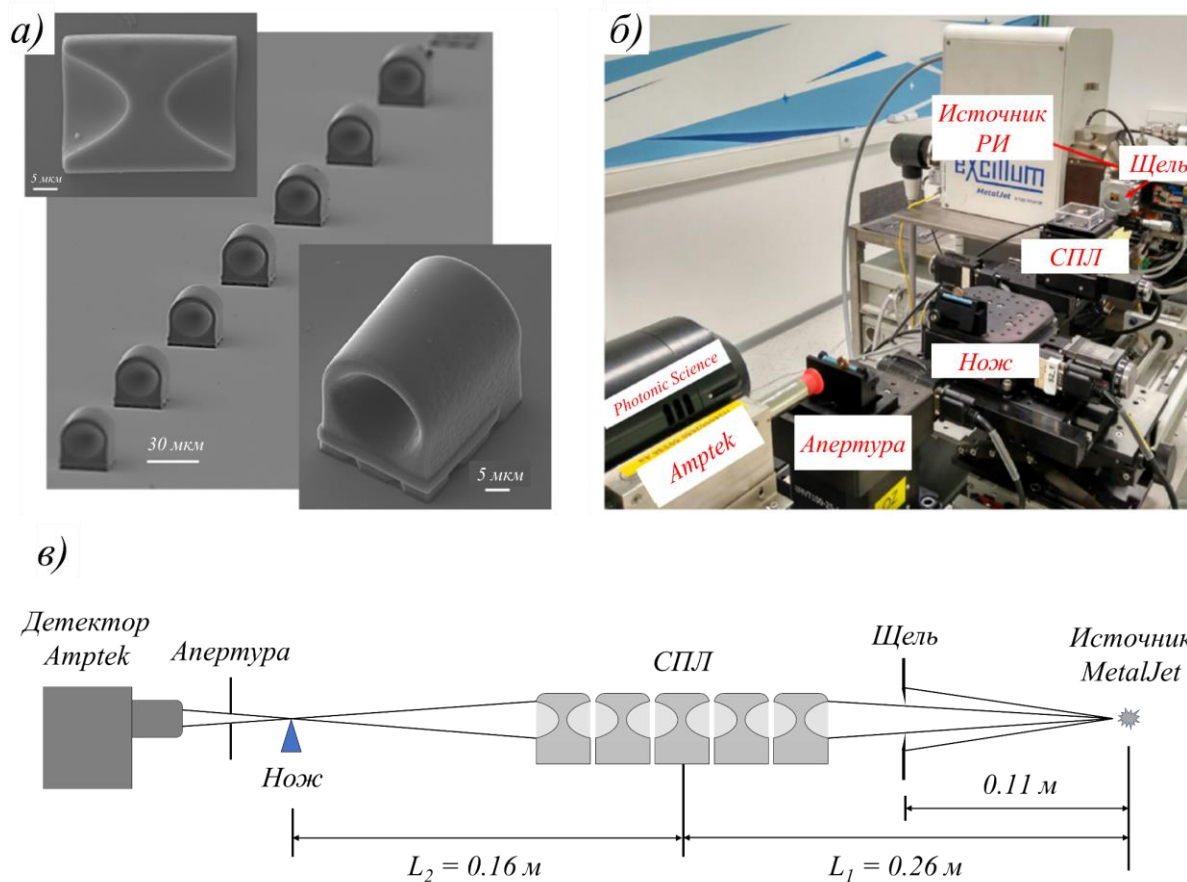 а)
5 мкм
30 мкм
5 мкм
б)
Источник
РИ
excillum
MetalJet
Щель
СПЛ
Нож
Photonic Science
Amptek
Апертура
в)
Детектор
Amptek
Апертура
Нож
СПЛ
Щель
Источник
MetalJet
0.11 м
L₂ = 0.16 м
L₁ = 0.26 м